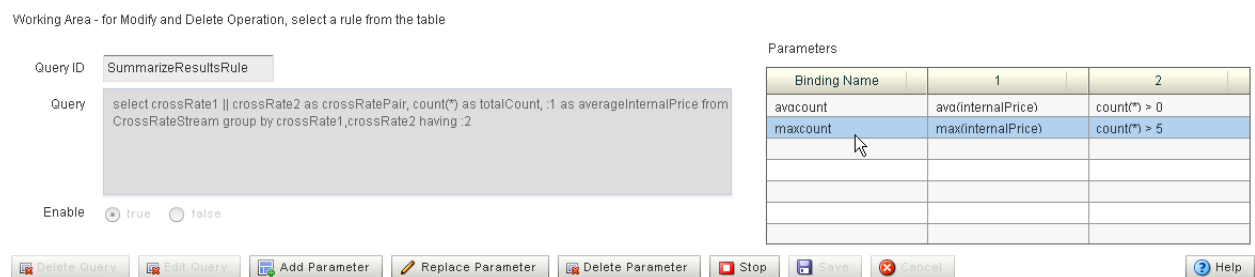 Working Area - for Modify and Delete Operation, select a rule from the table
Parameters
Query ID SummarizeResultsRule
Binding Name 1 2
Query select crossRate1 || crossRate2 as crossRatePair, count(*) as totalCount, :1 as averageInternalPrice from
CrossRateStream group by crossRate1,crossRate2 having :2
avgcount avg(internalPrice) count(*) > 0
maxcount max(internalPrice) count(*) > 5
Enable true false
Delete Query Edit Query Add Parameter Replace Parameter Delete Parameter Stop Save Cancel Help